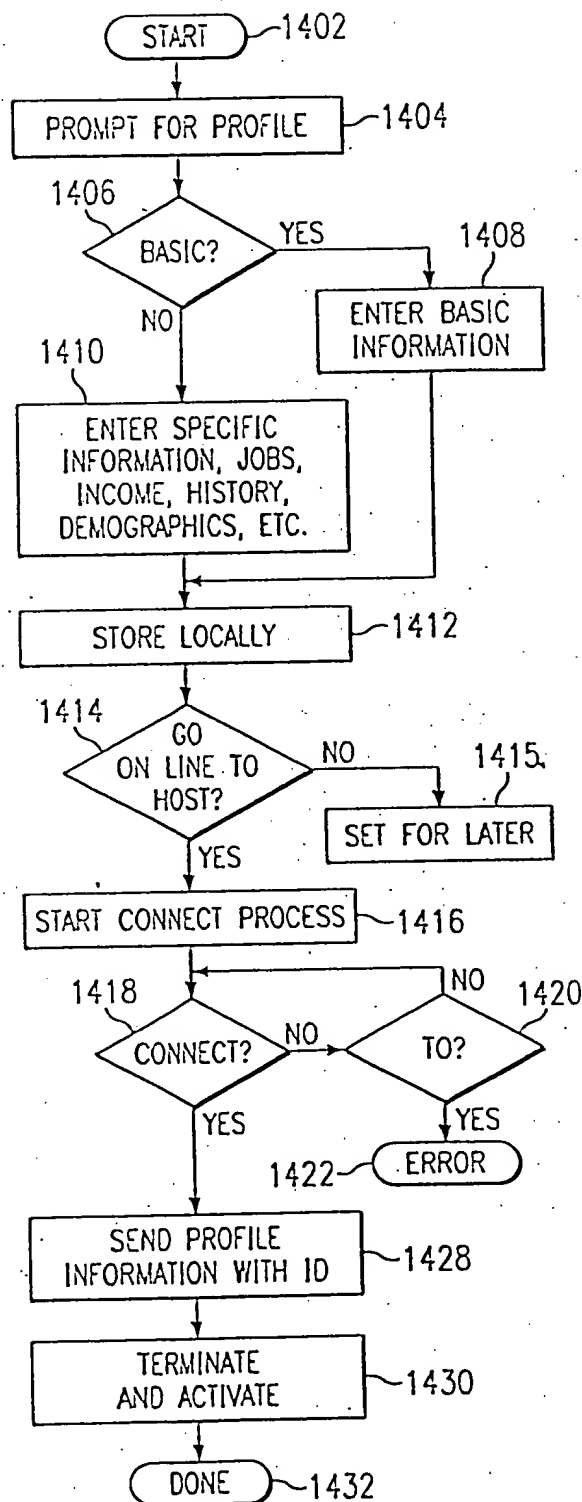 START
1402
PROMPT FOR PROFILE
1404
1406
BASIC?
YES
NO
1408
ENTER BASIC
INFORMATION
1410
ENTER SPECIFIC
INFORMATION, JOBS,
INCOME, HISTORY,
DEMOGRAPHICS, ETC.
STORE LOCALLY
1412
1414
GO
ON LINE TO
HOST?
NO
YES
1415
SET FOR LATER
START CONNECT PROCESS
1416
1418
CONNECT?
NO
YES
NO
1420
TO?
YES
1422
ERROR
SEND PROFILE
INFORMATION WITH ID
1428
TERMINATE
AND ACTIVATE
1430
DONE
1432